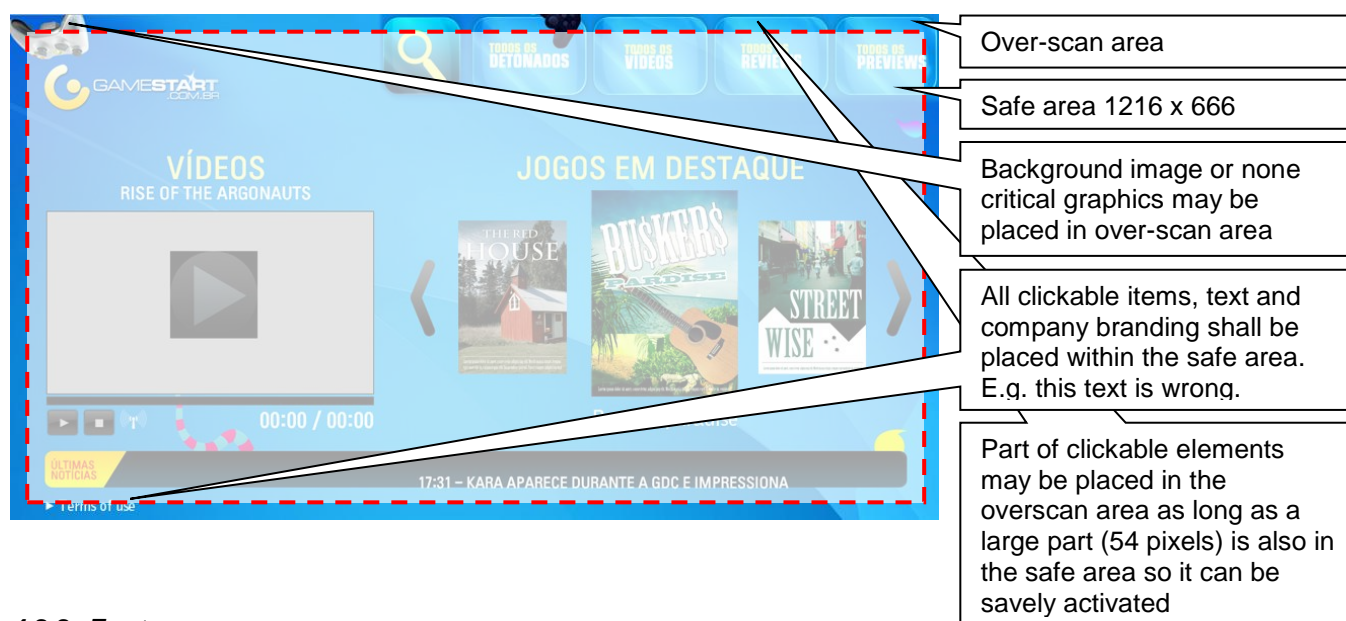 TODOS OS
DETONADOS
TODOS OS
VÍDEOS
TODOS OS
REVIEWS
TODOS OS
PREVIEWS
GAMESTART
.COM.BR
VÍDEOS
RISE OF THE ARGONAUTS
JOGOS EM DESTAQUE
THE RED
HOUSE
BU$KER$
PARDISE
STREET
WISE
T
00:00 / 00:00
ÚLTIMAS
NOTÍCIAS
17:31 – KARA APARECE DURANTE A GDC E IMPRESSIONA
Terms of use
Over-scan area
Safe area 1216 x 666
Background image or none
critical graphics may be
placed in over-scan area
All clickable items, text and
company branding shall be
placed within the safe area.
E.g. this text is wrong.
Part of clickable elements
may be placed in the
overscan area as long as a
large part (54 pixels) is also in
the safe area so it can be
savely activated